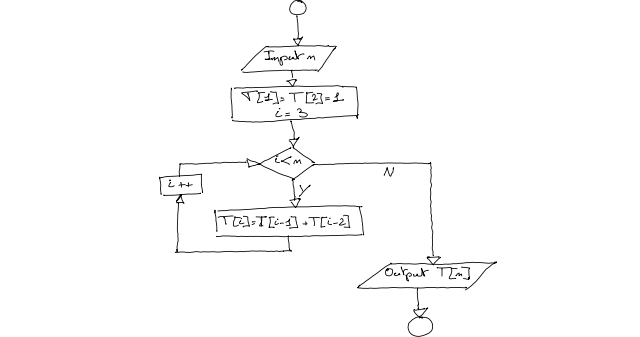 Input n
T[1]= T[2]=1
i=3
i<n
N
i++
Y
T[i]=T[i-1]+T[i-2]
Output T[n]